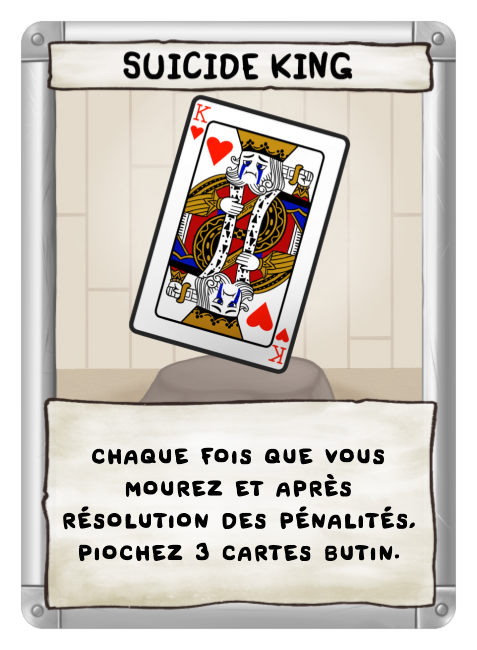 SUICIDE KING
K
CHAQUE FOIS QUE VOUS
MOUREZ ET APRÈS
RÉSOLUTION DES PÉNALITÉS.
PIOCHEZ 3 CARTES BUTIN.
K